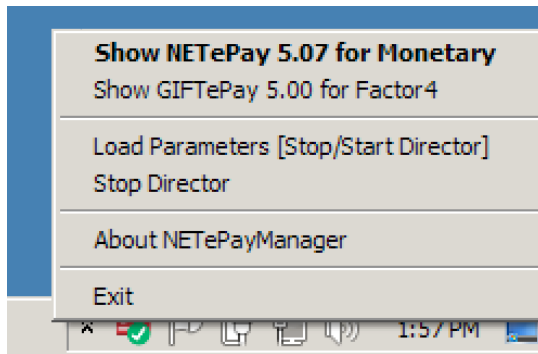 Show NETePay 5.07 for Monetary
Show GIFTePay 5.00 for Factor4
Load Parameters [Stop/Start Director]
Stop Director
About NETePayManager
Exit
1:57 PM